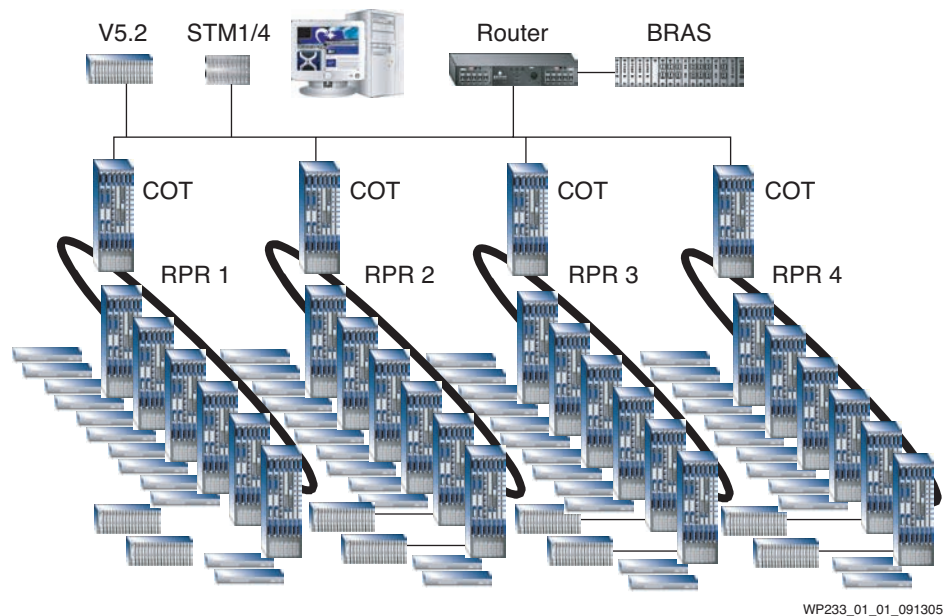 V5.2
STM1/4
Router
BRAS
COT
COT
COT
COT
RPR 1
RPR 2
RPR 3
RPR 4
WP233_01_01_091305